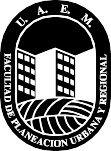 U. A. E. M.
FACULTAD DE PLANEACION URBANA Y REGIONAL